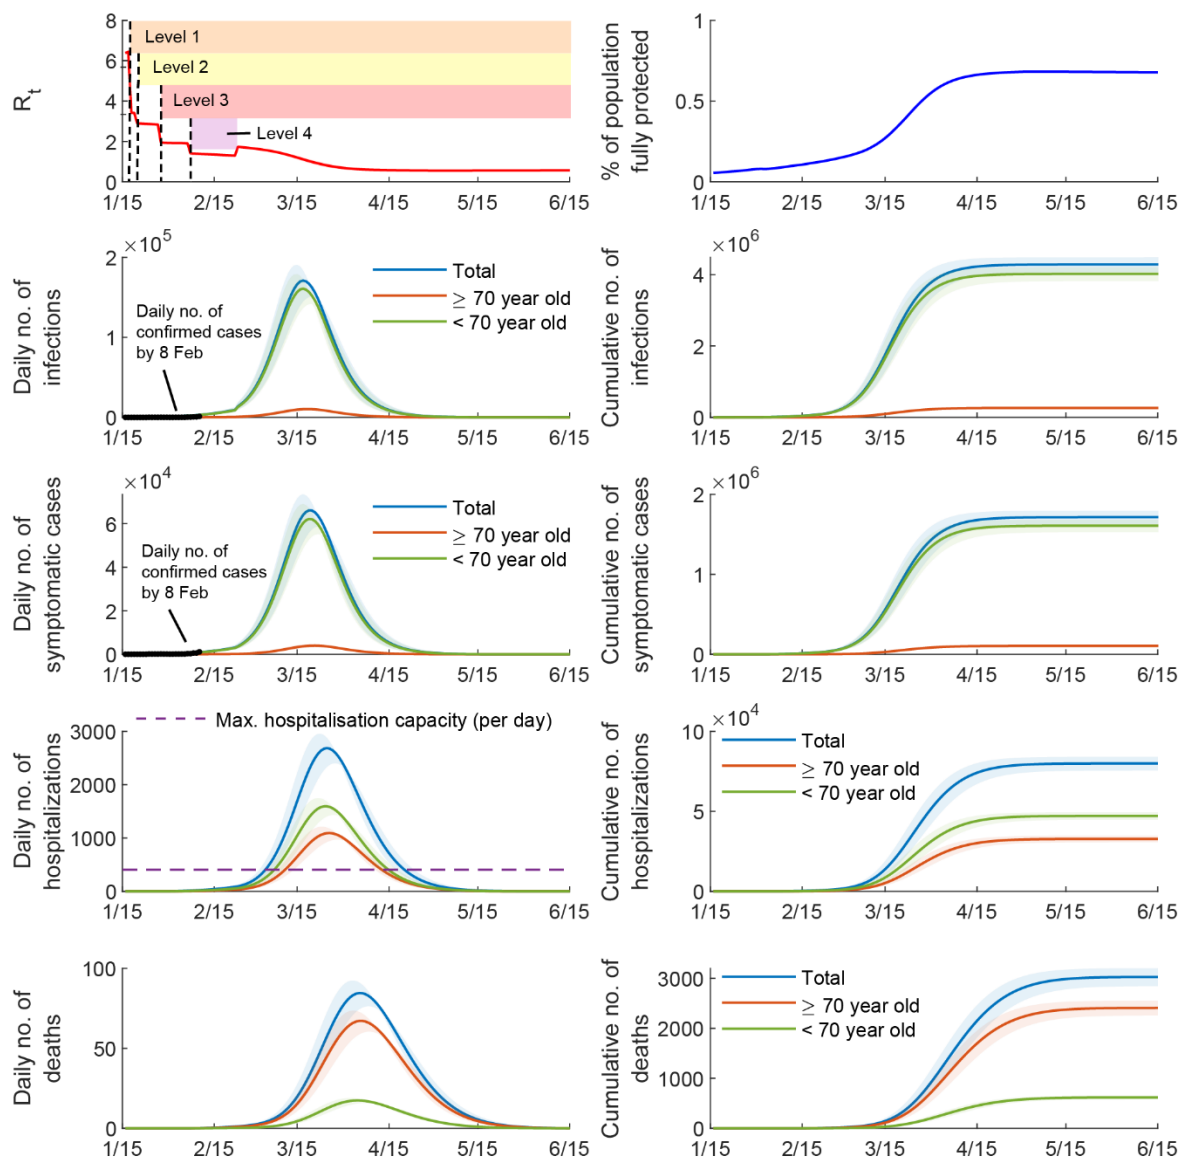 R_t
8
6
4
2
0
Level 1
Level 2
Level 3
Level 4
1/15 2/15 3/15 4/15 5/15 6/15
% of population
fully protected
1
0.5
0
1/15 2/15 3/15 4/15 5/15 6/15
Daily no. of
infections
×10⁵
2
1
0
Daily no. of
confirmed cases
by 8 Feb
Total
≥ 70 year old
< 70 year old
1/15 2/15 3/15 4/15 5/15 6/15
Cumulative no. of
infections
×10⁶
4
2
0
1/15 2/15 3/15 4/15 5/15 6/15
Daily no. of
symptomatic cases
×10⁴
6
4
2
0
Daily no. of
confirmed cases
by 8 Feb
Total
≥ 70 year old
< 70 year old
1/15 2/15 3/15 4/15 5/15 6/15
Cumulative no. of
symptomatic cases
×10⁶
2
1
0
1/15 2/15 3/15 4/15 5/15 6/15
Daily no. of
hospitalizations
Max. hospitalisation capacity (per day)
3000
2000
1000
0
1/15 2/15 3/15 4/15 5/15 6/15
Cumulative no. of
hospitalizations
×10⁴
10
5
0
Total
≥ 70 year old
< 70 year old
1/15 2/15 3/15 4/15 5/15 6/15
Daily no. of
deaths
100
50
0
1/15 2/15 3/15 4/15 5/15 6/15
Cumulative no. of
deaths
3000
2000
1000
0
Total
≥ 70 year old
< 70 year old
1/15 2/15 3/15 4/15 5/15 6/15